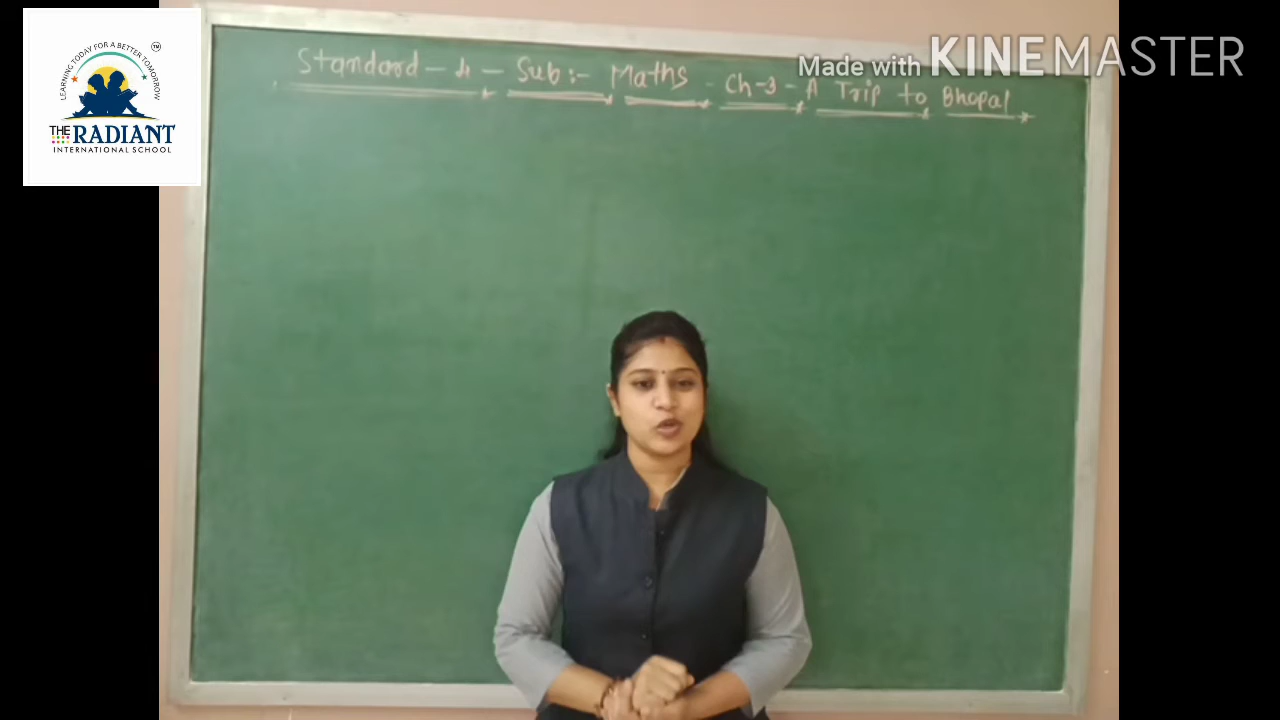 LEARNING TODAY FOR A BETTER TOMORROW
TM
THE RADIANT
INTERNATIONAL SCHOOL
Made with KINEMASTER
Standard - 4 - Sub:- Maths - Ch-3 - A Trip to Bhopal